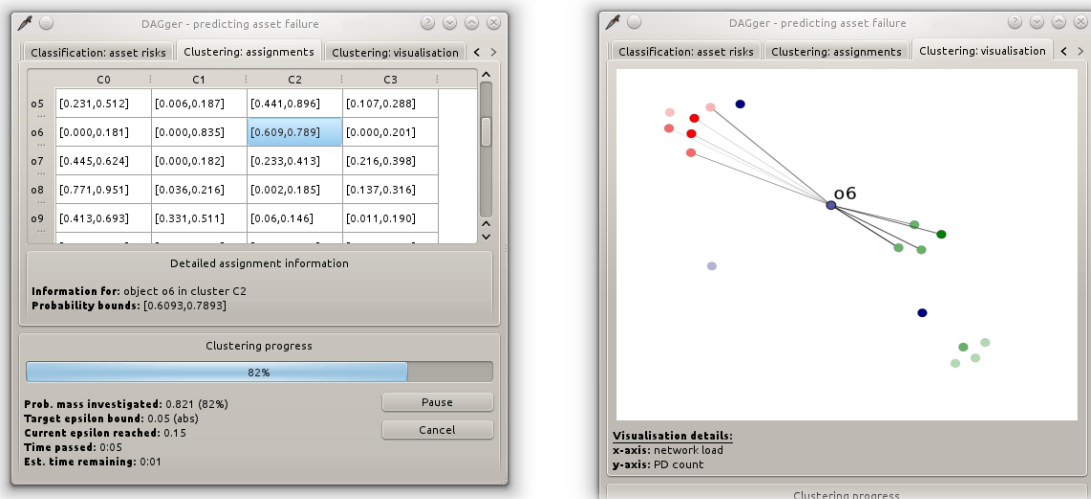 DAGger - predicting asset failure
Classification: asset risks Clustering: assignments Clustering: visualisation < >
C0 C1 C2 C3
o5 [0.231,0.512] [0.006,0.187] [0.441,0.896] [0.107,0.288]
...
o6 [0.000,0.181] [0.000,0.835] [0.609,0.789] [0.000,0.201]
...
o7 [0.445,0.624] [0.000,0.182] [0.233,0.413] [0.216,0.398]
...
o8 [0.771,0.951] [0.036,0.216] [0.002,0.185] [0.137,0.316]
...
o9 [0.413,0.693] [0.331,0.511] [0.06,0.146] [0.011,0.190]
...
Detailed assignment information
Information for: object o6 in cluster C2
Probability bounds: [0.6093,0.7893]
Clustering progress
82%
Prob. mass investigated: 0.821 (82%)
Target epsilon bound: 0.05 (abs)
Current epsilon reached: 0.15
Time passed: 0:05
Est. time remaining: 0:01
Pause
Cancel
DAGger - predicting asset failure
Classification: asset risks Clustering: assignments Clustering: visualisation < >
o6
Visualisation details:
x-axis: network load
y-axis: PD count
Clustering progress